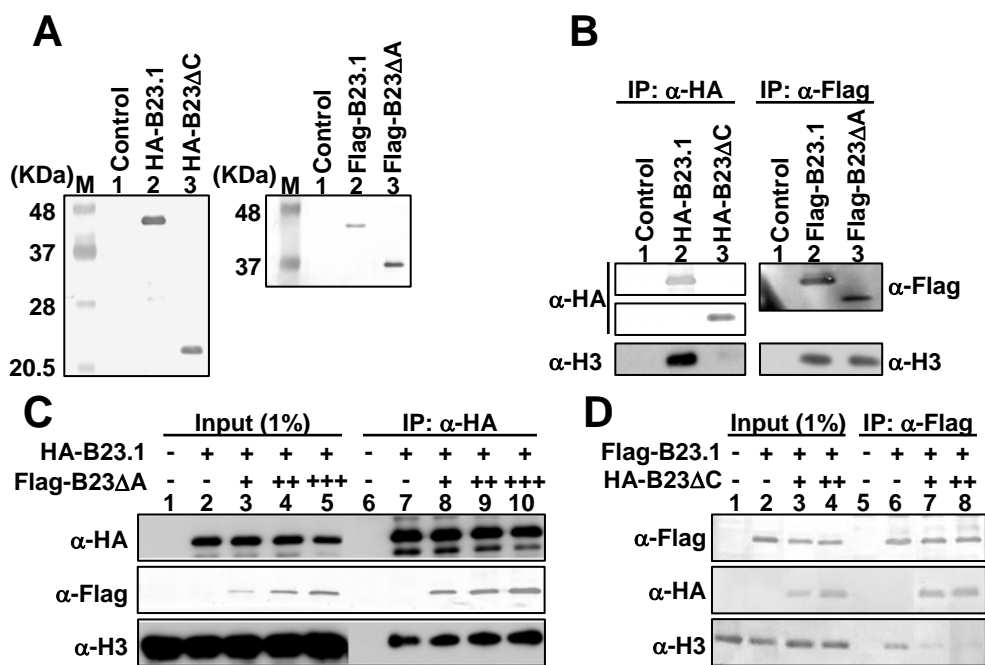 A
Control
HA-B23.1
HA-B23ΔC
(KDa) M 1 2 3
48
37
28
20.5
Control
Flag-B23.1
Flag-B23ΔA
(KDa) M 1 2 3
48
37
B
IP: α-HA
Control
HA-B23.1
HA-B23ΔC
1 2 3
α-HA
α-H3
IP: α-Flag
Control
Flag-B23.1
Flag-B23ΔA
1 2 3
α-Flag
α-H3
C
Input (1%) IP: α-HA
HA-B23.1 - + + + + - + + + +
Flag-B23ΔA - - + ++ +++ - - + ++ +++
1 2 3 4 5 6 7 8 9 10
α-HA
α-Flag
α-H3
D
Input (1%) IP: α-Flag
Flag-B23.1 - + + + - + + +
HA-B23ΔC - - + ++ - - + ++
1 2 3 4 5 6 7 8
α-Flag
α-HA
α-H3